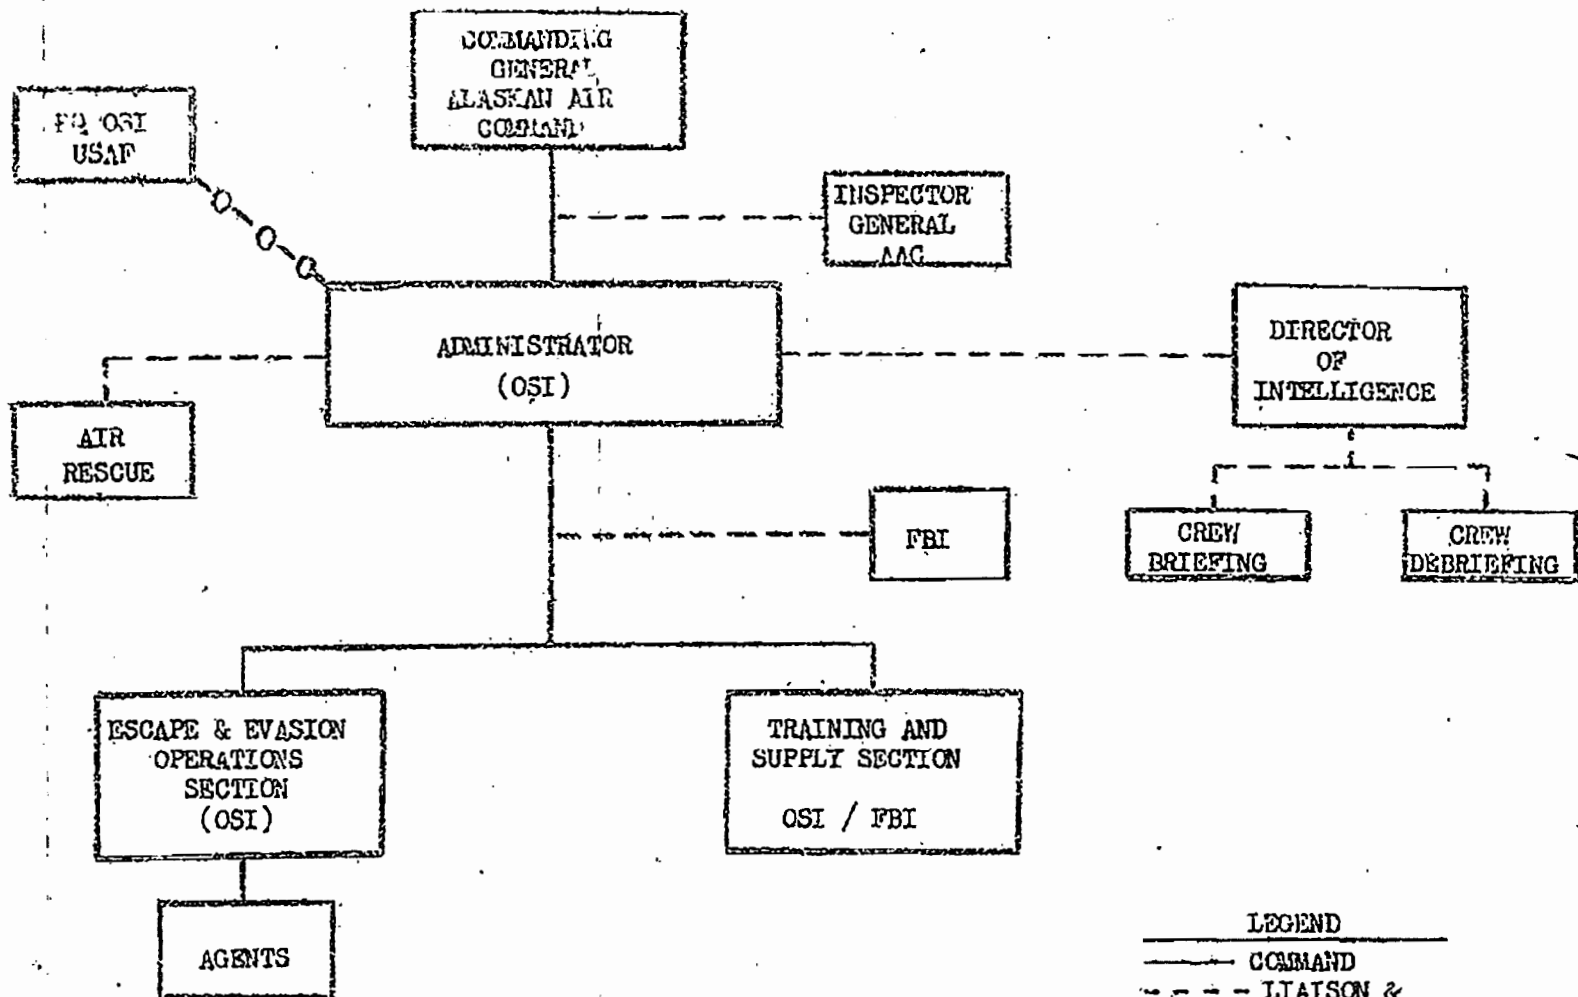 COMMANDING
GENERAL
ALASKAN AIR
COMMAND
HQ OSI
USAF
INSPECTOR
GENERAL
AAC
ADMINISTRATOR
(OSI)
DIRECTOR
OF
INTELLIGENCE
AIR
RESCUE
FBI
CREW
BRIEFING
CREW
DEBRIEFING
ESCAPE & EVASION
OPERATIONS
SECTION
(OSI)
TRAINING AND
SUPPLY SECTION
OSI / FBI
AGENTS
LEGEND
COMMAND
LIAISON &